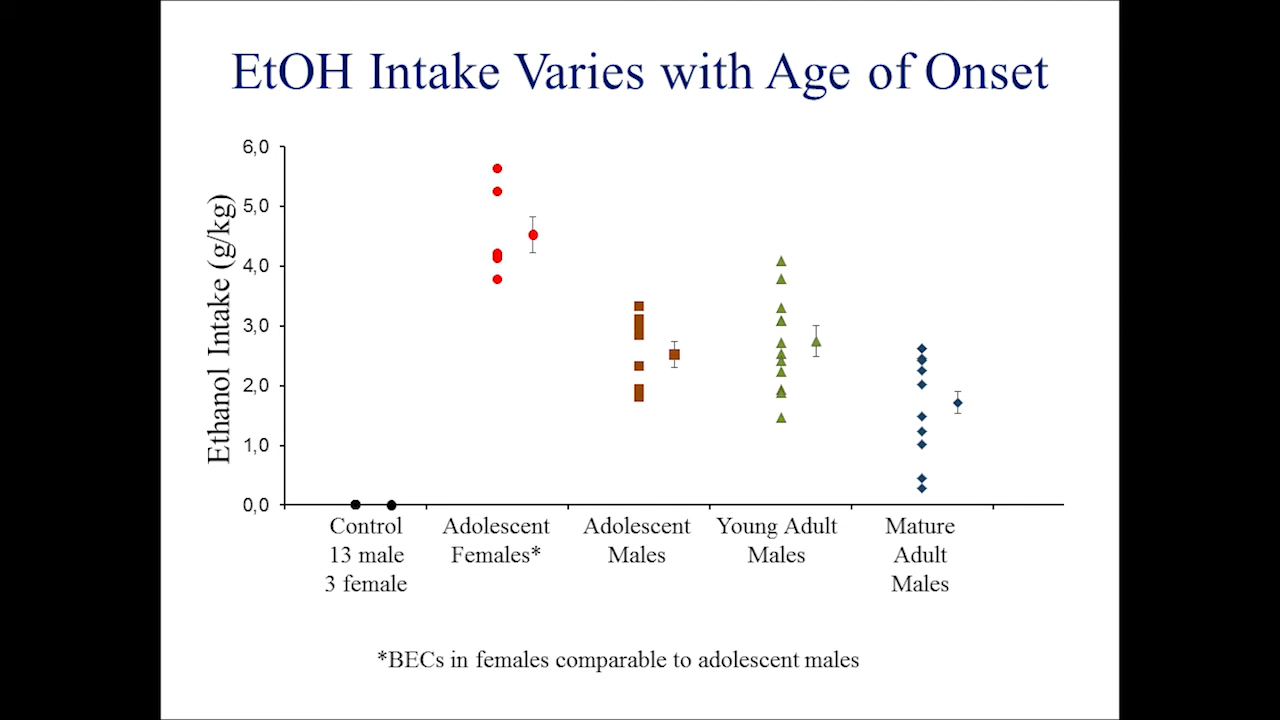 EtOH Intake Varies with Age of Onset
Ethanol Intake (g/kg)
6,0
5,0
4,0
3,0
2,0
1,0
0,0
Control
13 male
3 female
Adolescent
Females*
Adolescent
Males
Young Adult
Males
Mature
Adult
Males
*BECs in females comparable to adolescent males